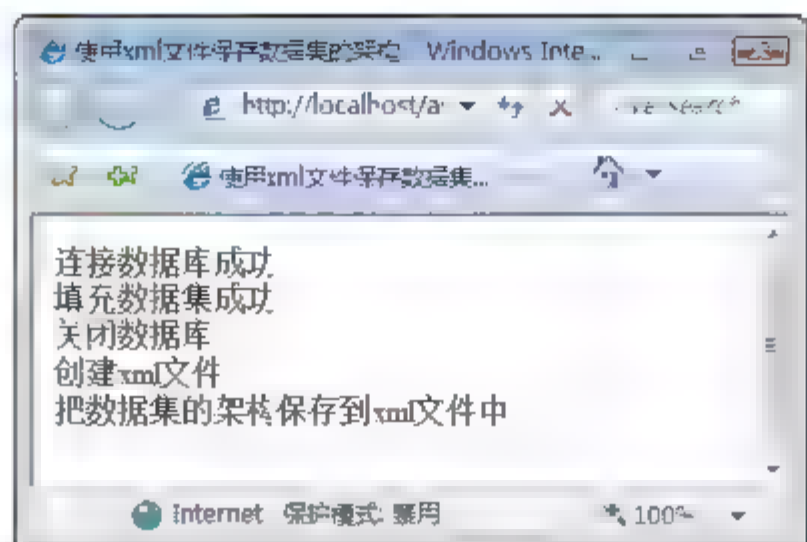 使用xml文件保存数据集的架构 Windows Inte...
http://localhost/a
使用xml文件保存数据集...
连接数据库成功
填充数据集成功
关闭数据库
创建xml文件
把数据集的架构保存到xml文件中
Internet 保护模式: 禁用
100%